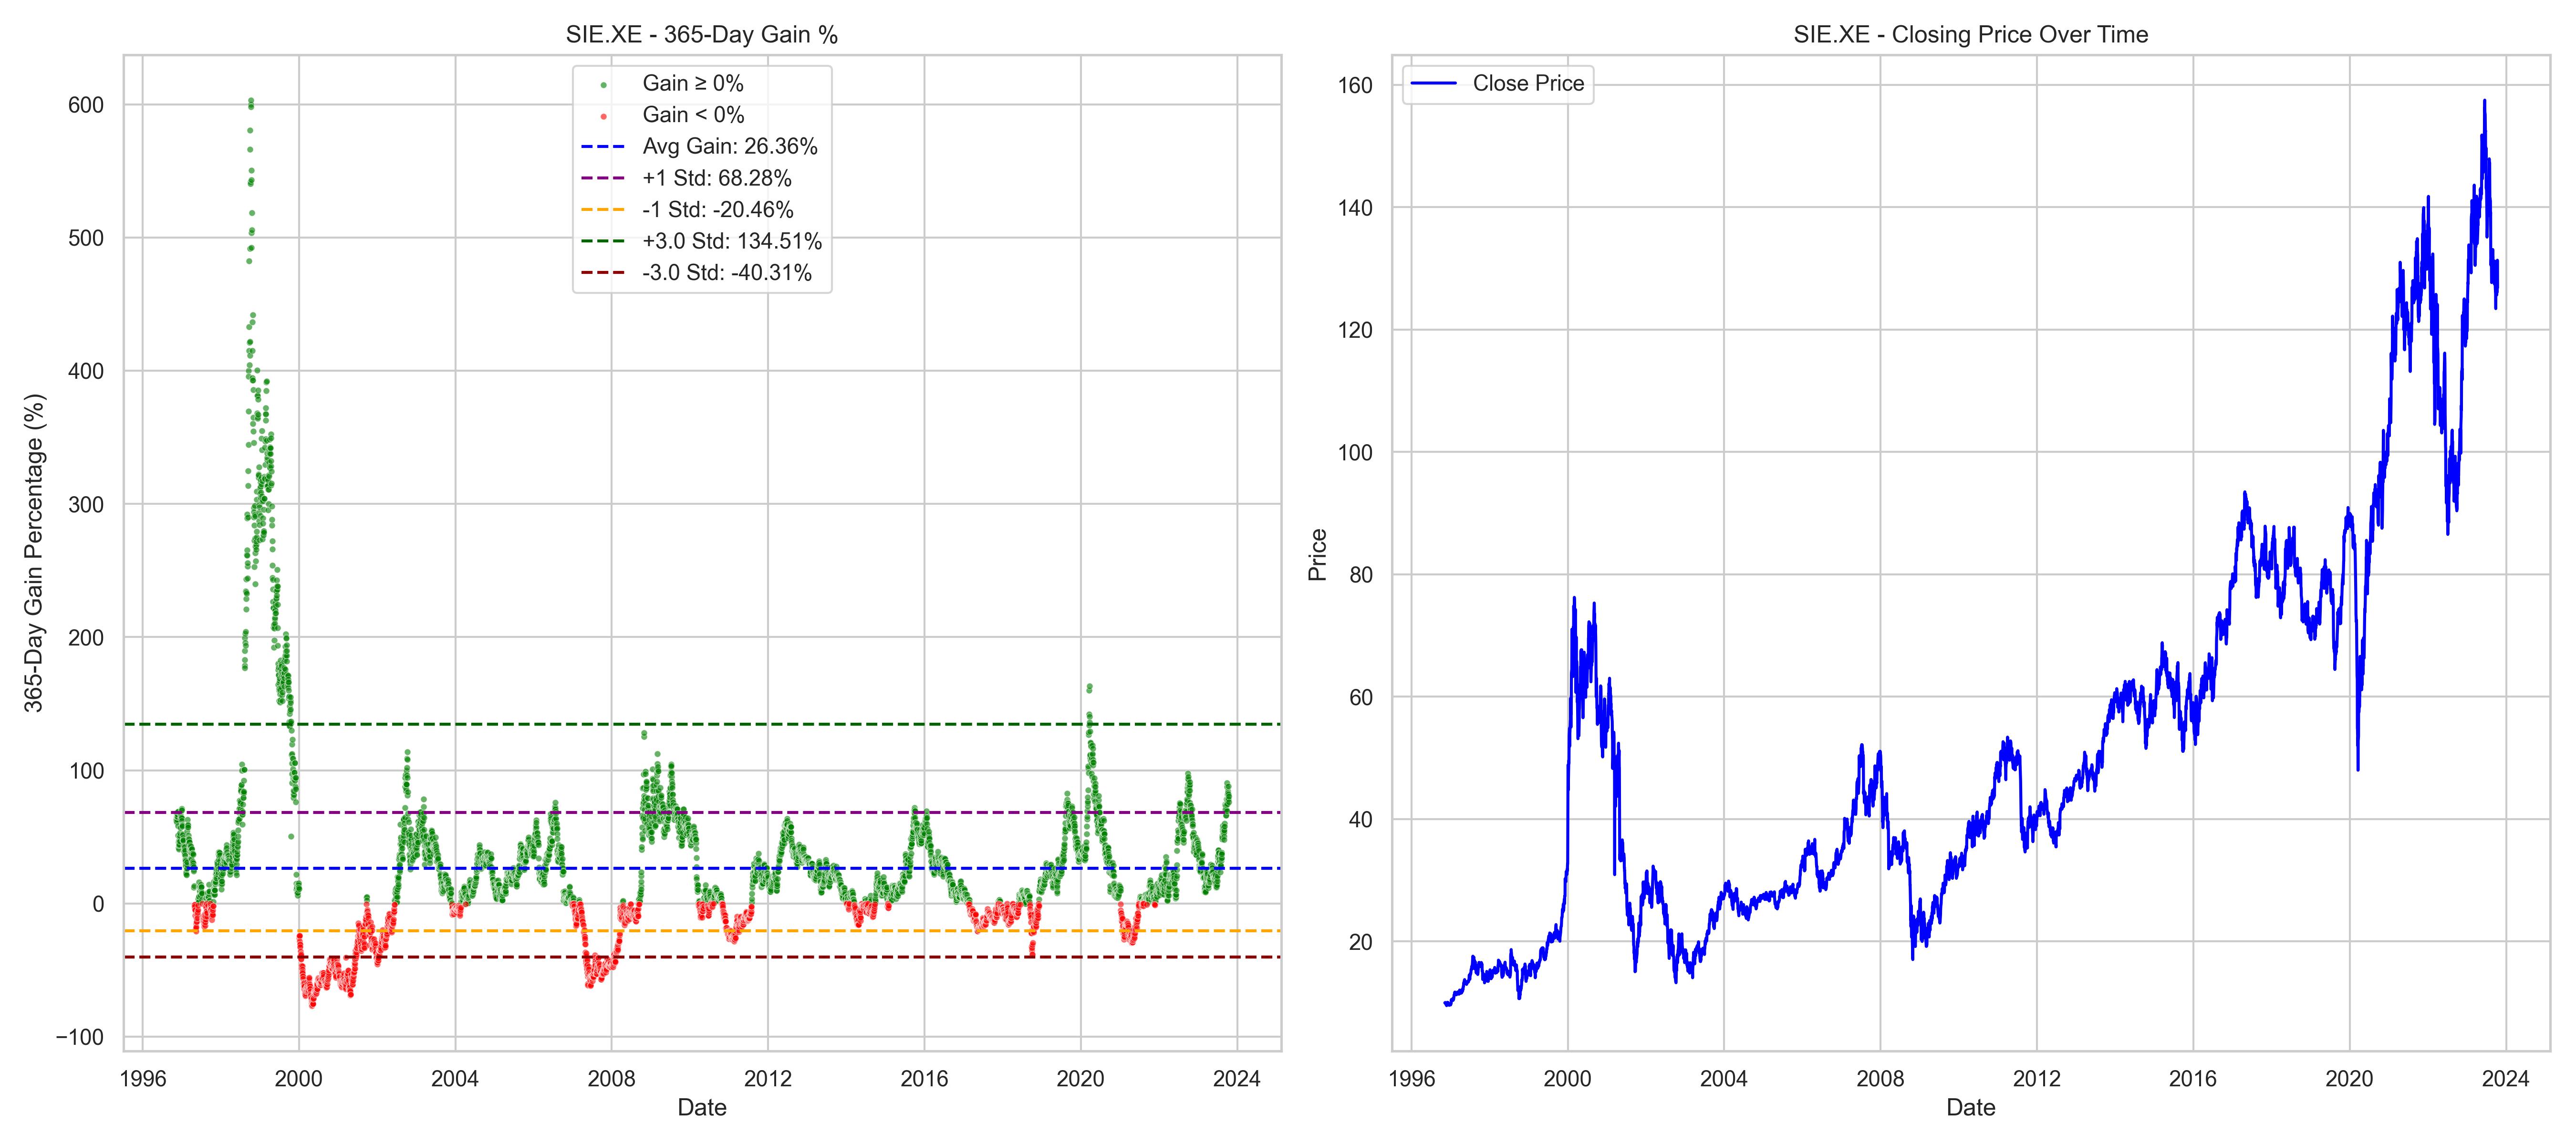 SIE.XE - 365-Day Gain %
Gain ≥ 0%
Gain < 0%
Avg Gain: 26.36%
+1 Std: 68.28%
-1 Std: -20.46%
+3.0 Std: 134.51%
-3.0 Std: -40.31%
365-Day Gain Percentage (%)
600
500
400
300
200
100
0
−100
1996 2000 2004 2008 2012 2016 2020 2024
Date
SIE.XE - Closing Price Over Time
Close Price
Price
160
140
120
100
80
60
40
20
1996 2000 2004 2008 2012 2016 2020 2024
Date